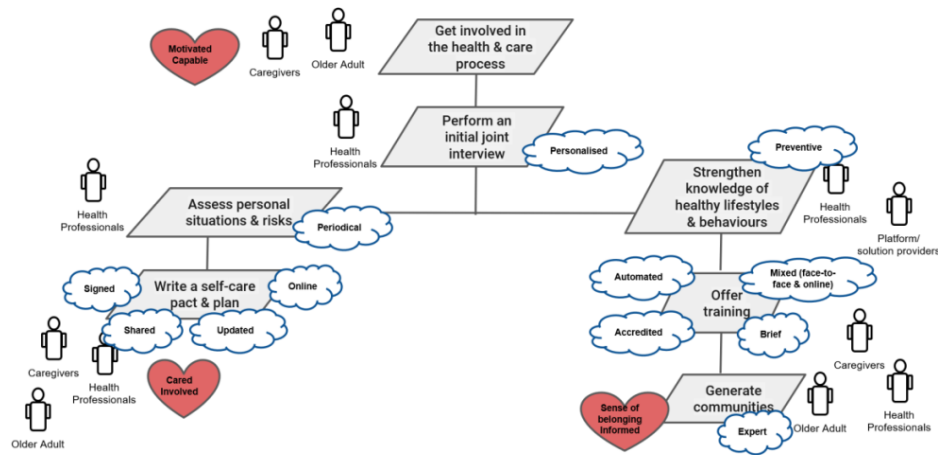 Get involved in
the health & care
process
Motivated
Capable
Caregivers
Older Adult
Perform an
initial joint
interview
Personalised
Health
Professionals
Preventive
Strengthen
knowledge of
healthy lifestyles
& behaviours
Health
Professionals
Platform/
solution providers
Assess personal
situations & risks
Periodical
Health
Professionals
Signed
Write a self-care
pact & plan
Online
Shared
Updated
Caregivers
Health
Professionals
Older Adult
Cared
Involved
Automated
Mixed (face-to-
face & online)
Offer
training
Accredited
Brief
Caregivers
Generate
communities
Sense of
belonging
Informed
Expert
Older Adult
Health
Professionals